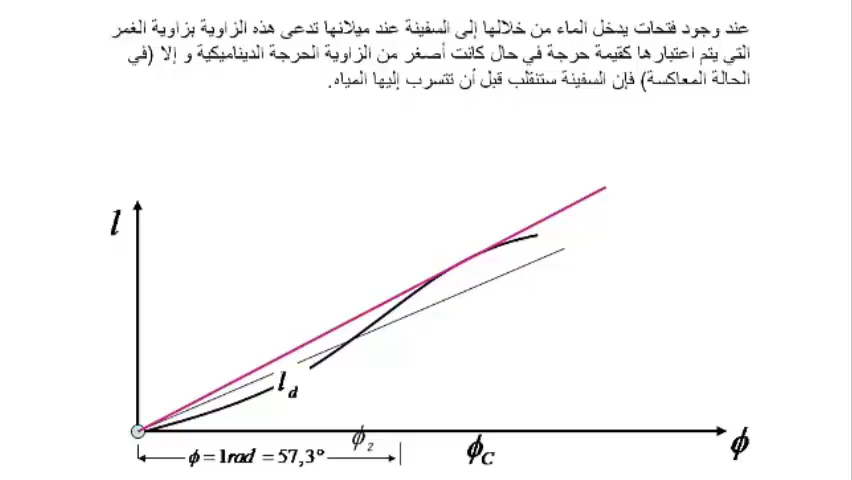 عند وجود فتحات يدخل الماء من خلالها إلى السفينة عند ميلانها تدعى هذه الزاوية بزاوية الغمر
التي يتم اعتبارها كقيمة حرجة في حال كانت أصغر من الزاوية الحرجة الديناميكية و إلا (في
الحالة المعاكسة) فإن السفينة ستنقلب قبل أن تتسرب إليها المياه.
l
l_d
ϕ_2
ϕ_C
ϕ
ϕ = 1rad = 57,3°